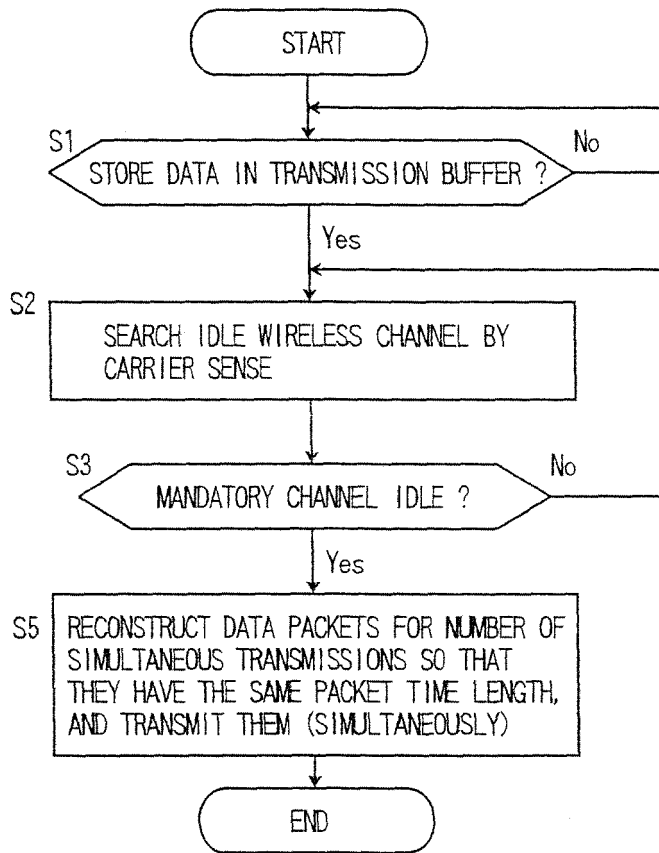 START
S1
No
STORE DATA IN TRANSMISSION BUFFER ?
Yes
S2
SEARCH IDLE WIRELESS CHANNEL BY
CARRIER SENSE
S3
No
MANDATORY CHANNEL IDLE ?
Yes
S5
RECONSTRUCT DATA PACKETS FOR NUMBER OF
SIMULTANEOUS TRANSMISSIONS SO THAT
THEY HAVE THE SAME PACKET TIME LENGTH,
AND TRANSMIT THEM (SIMULTANEOUSLY)
END